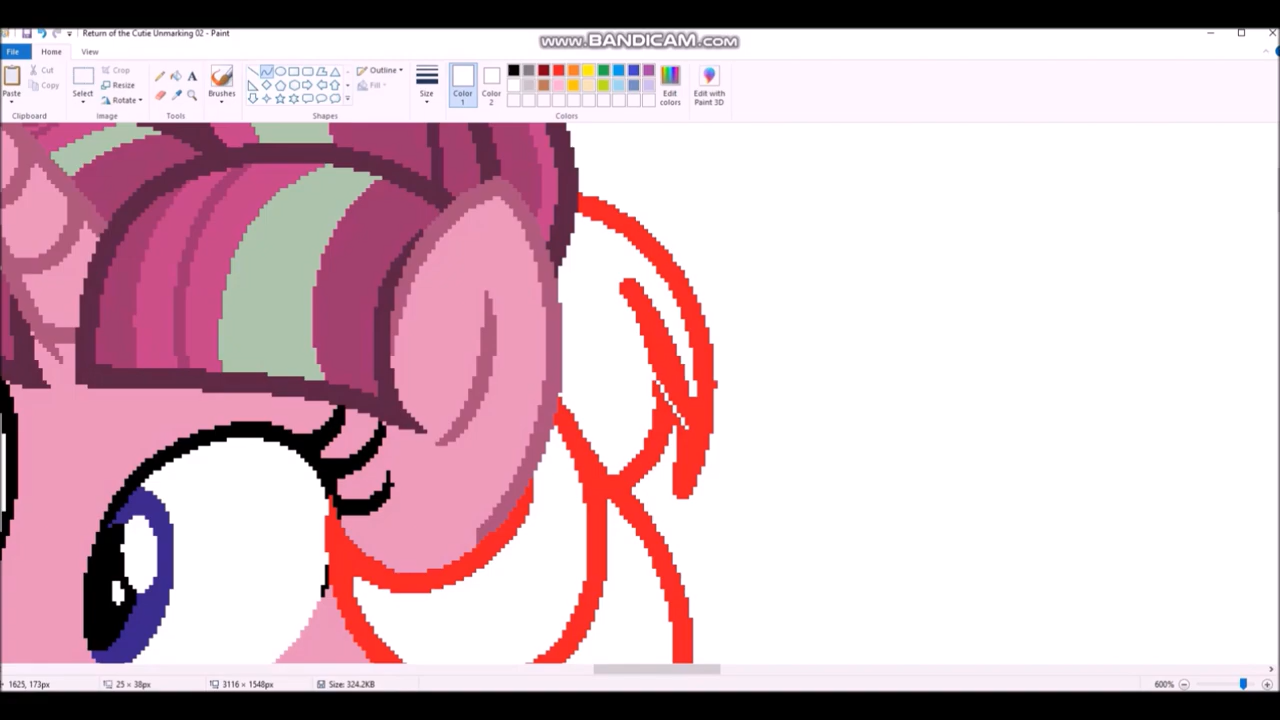 Return of the Cutie Unmarking 02 - Paint
www.BANDICAM.com
File Home View
Paste Cut Copy Clipboard
Select Crop Resize Rotate Image
Tools
Brushes
Outline Fill Shapes
Size
Color 1 Color 2 Edit colors Colors
Edit with Paint 3D
1625, 173px 25 × 38px 3116 × 1548px Size: 324.2KB 600%